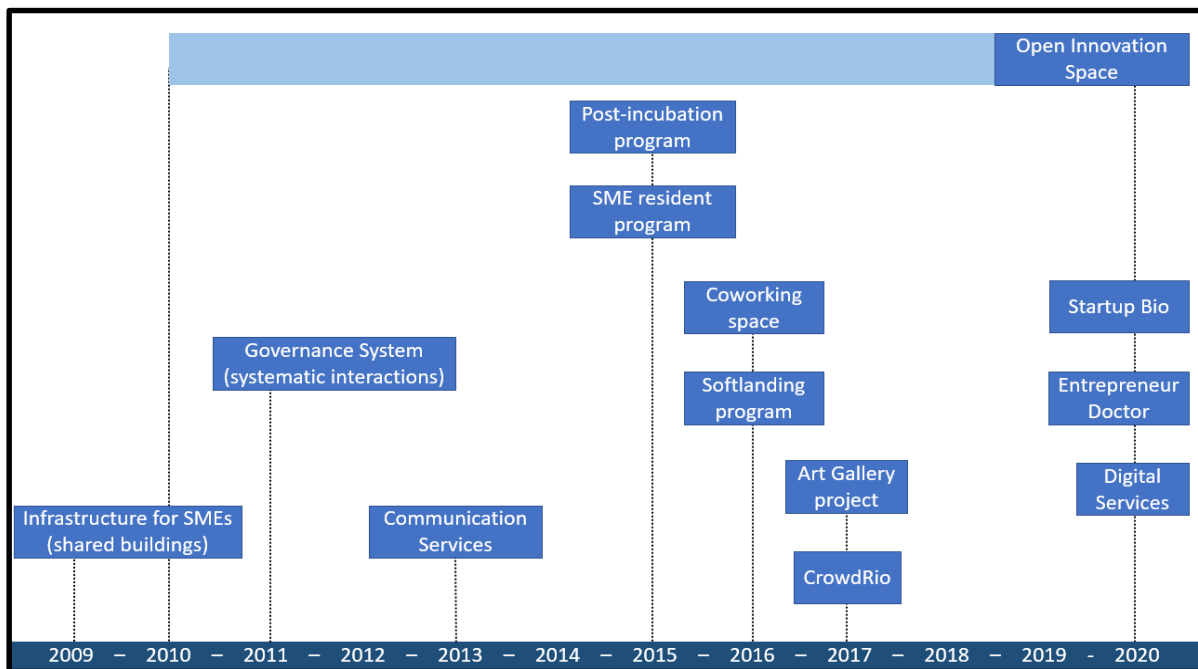 Open Innovation
Space
Post-incubation
program
SME resident
program
Coworking
space
Startup Bio
Governance System
(systematic interactions)
Softlanding
program
Entrepreneur
Doctor
Art Gallery
project
Digital
Services
Infrastructure for SMEs
(shared buildings)
Communication
Services
CrowdRio
2009 – 2010 – 2011 – 2012 – 2013 – 2014 – 2015 – 2016 – 2017 – 2018 – 2019 - 2020